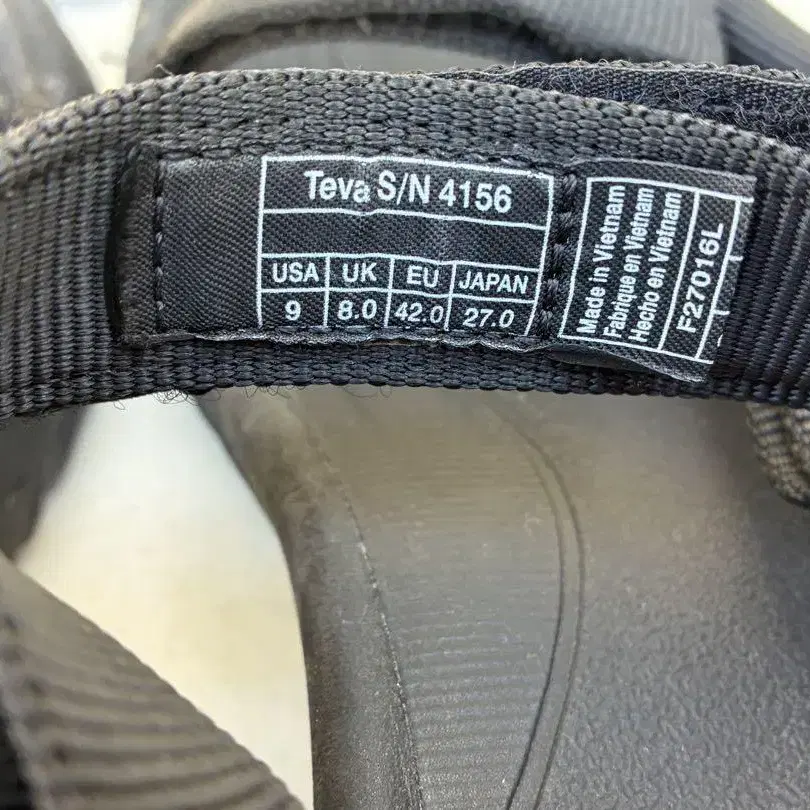 Teva S/N 4156
USA UK EU JAPAN
9 8.0 42.0 27.0
Made in Vietnam
Fabrique en Vietnam
Hecho en Vietnam
F27016L